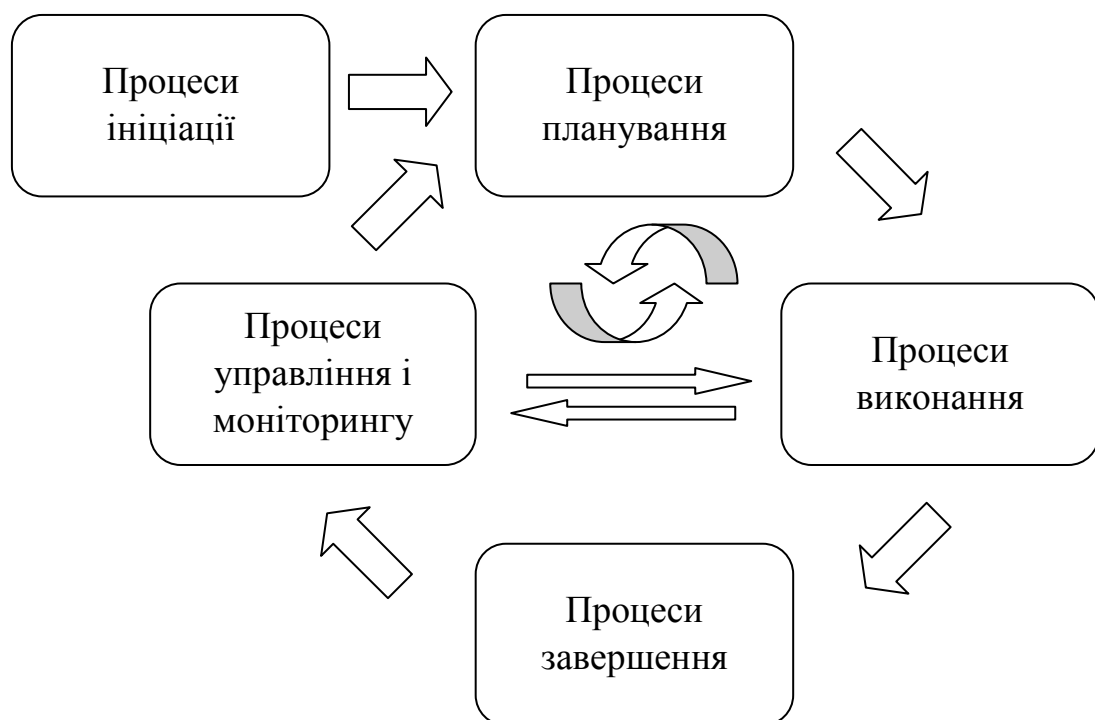 Процеси
ініціації
Процеси
планування
Процеси
управління і
моніторингу
Процеси
виконання
Процеси
завершення